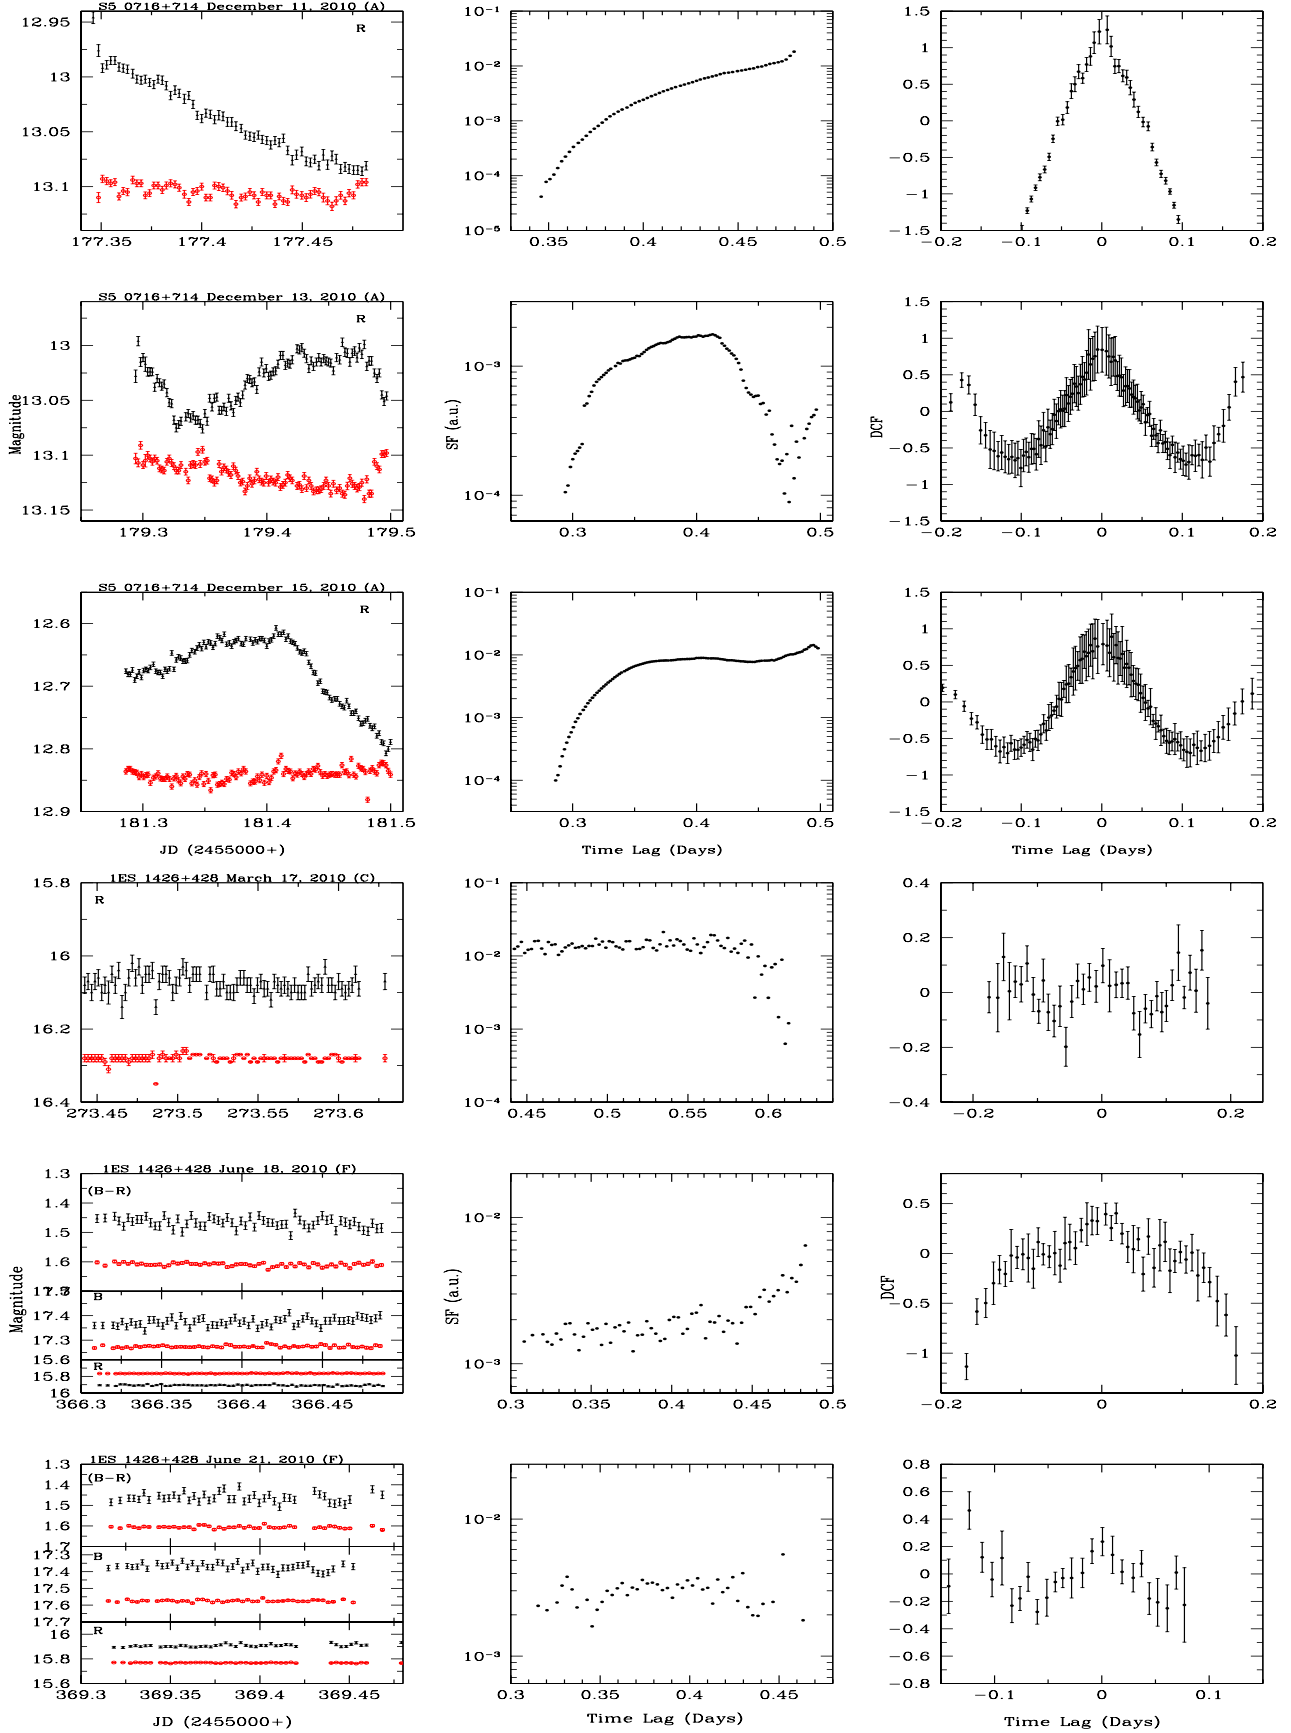 S5 0716+714 December 11, 2010 (A)
R
12.95
13
13.05
13.1
177.35 177.4 177.45
10⁻¹
10⁻²
10⁻³
10⁻⁴
10⁻⁵
0.35 0.4 0.45 0.5
1.5
1
0.5
0
−0.5
−1
−1.5
−0.2 −0.1 0 0.1 0.2
S5 0716+714 December 13, 2010 (A)
R
Magnitude
13
13.05
13.1
13.15
179.3 179.4 179.5
SF (a.u.)
10⁻³
10⁻⁴
0.3 0.4 0.5
DCF
1.5
1
0.5
0
−0.5
−1
−1.5
−0.2 −0.1 0 0.1 0.2
S5 0716+714 December 15, 2010 (A)
R
12.6
12.7
12.8
12.9
181.3 181.4 181.5
JD (2455000+)
10⁻¹
10⁻²
10⁻³
10⁻⁴
0.3 0.4 0.5
Time Lag (Days)
1.5
1
0.5
0
−0.5
−1
−1.5
−0.2 −0.1 0 0.1 0.2
Time Lag (Days)
1ES 1426+428 March 17, 2010 (C)
R
15.8
16
16.2
16.4
273.45 273.5 273.55 273.6
10⁻¹
10⁻²
10⁻³
10⁻⁴
0.45 0.5 0.55 0.6
0.4
0.2
0
−0.2
−0.4
−0.2 0 0.2
1ES 1426+428 June 18, 2010 (F)
(B−R)
1.3
1.4
1.5
1.6
B
17.4
17.3
15.6
R
15.8
16
366.3 366.35 366.4 366.45
Magnitude
SF (a.u.)
10⁻²
10⁻³
0.3 0.35 0.4 0.45 0.5
DCF
0.5
0
−0.5
−1
−0.2 −0.1 0 0.1 0.2
1ES 1426+428 June 21, 2010 (F)
(B−R)
1.3
1.4
1.5
1.6
1.7
B
17.3
17.4
17.5
17.6
17.7
R
16
15.8
15.6
369.3 369.35 369.4 369.45
JD (2455000+)
10⁻²
10⁻³
0.3 0.35 0.4 0.45
Time Lag (Days)
0.8
0.6
0.4
0.2
0
−0.2
−0.4
−0.6
−0.8
−0.1 0 0.1
Time Lag (Days)